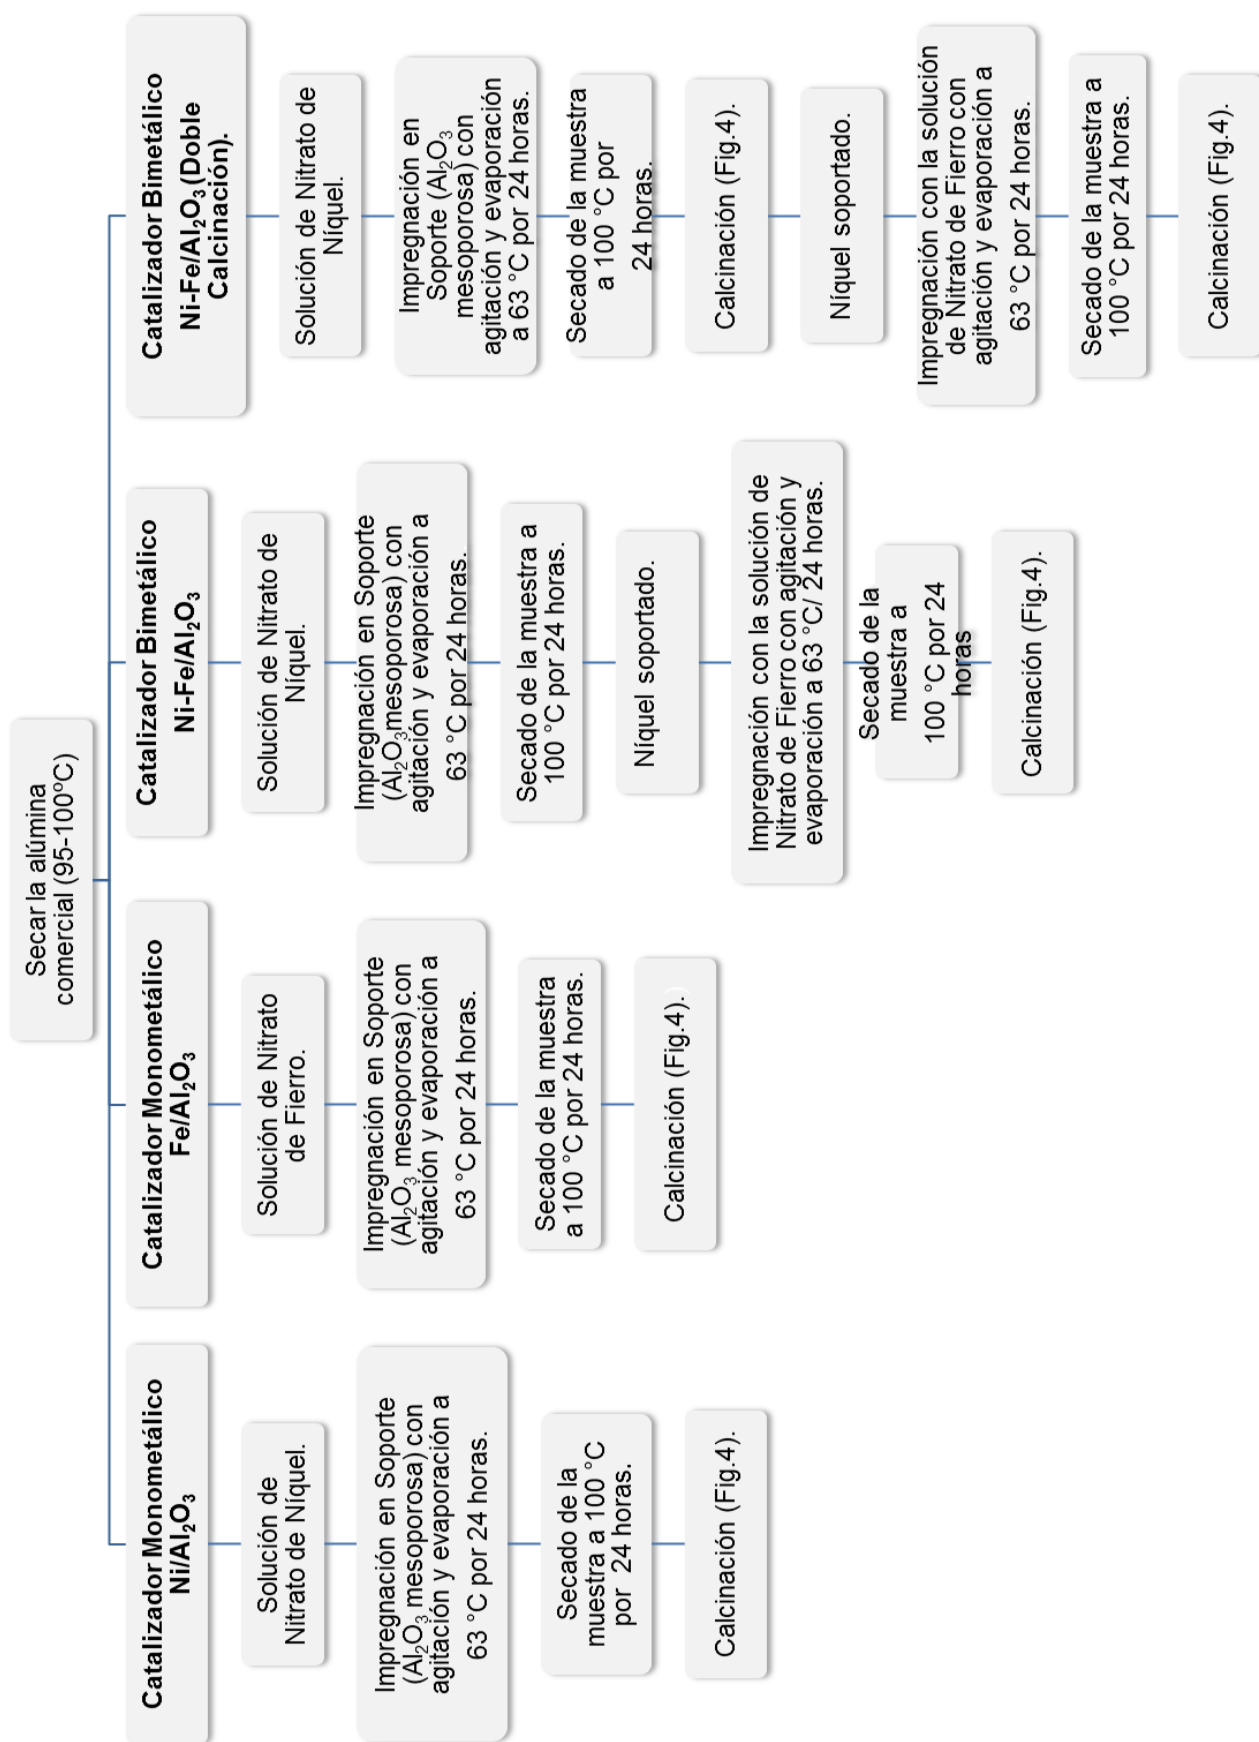 Secar la alúmina
comercial (95-100ºC)
Catalizador Monometálico
Ni/Al₂O₃
Solución de
Nitrato de Níquel.
Impregnación en Soporte
(Al₂O₃ mesoporosa) con
agitación y evaporación a
63 °C por 24 horas.
Secado de la
muestra a 100 °C
por 24 horas.
Calcinación (Fig.4).
Catalizador Monometálico
Fe/Al₂O₃
Solución de Nitrato
de Fierro.
Impregnación en Soporte
(Al₂O₃ mesoporosa) con
agitación y evaporación a
63 °C por 24 horas.
Secado de la muestra
a 100 °C por 24 horas.
Calcinación (Fig.4).)
Catalizador Bimetálico
Ni-Fe/Al₂O₃
Solución de Nitrato de
Níquel.
Impregnación en Soporte
(Al₂O₃mesoporosa) con
agitación y evaporación a
63 °C por 24 horas.
Secado de la muestra a
100 °C por 24 horas.
Níquel soportado.
Impregnación con la solución de
Nitrato de Fierro con agitación y
evaporación a 63 °C/ 24 horas.
Secado de la
muestra a
100 °C por 24
horas
Calcinación (Fig.4).
Catalizador Bimetálico
Ni-Fe/Al₂O₃ (Doble
Calcinación).
Solución de Nitrato de
Níquel.
Impregnación en
Soporte (Al₂O₃
mesoporosa) con
agitación y evaporación
a 63 °C por 24 horas.
Secado de la muestra
a 100 °C por
24 horas.
Calcinación (Fig.4).
Níquel soportado.
Impregnación con la solución
de Nitrato de Fierro con
agitación y evaporación a
63 °C por 24 horas.
Secado de la muestra a
100 °C por 24 horas.
Calcinación (Fig.4).